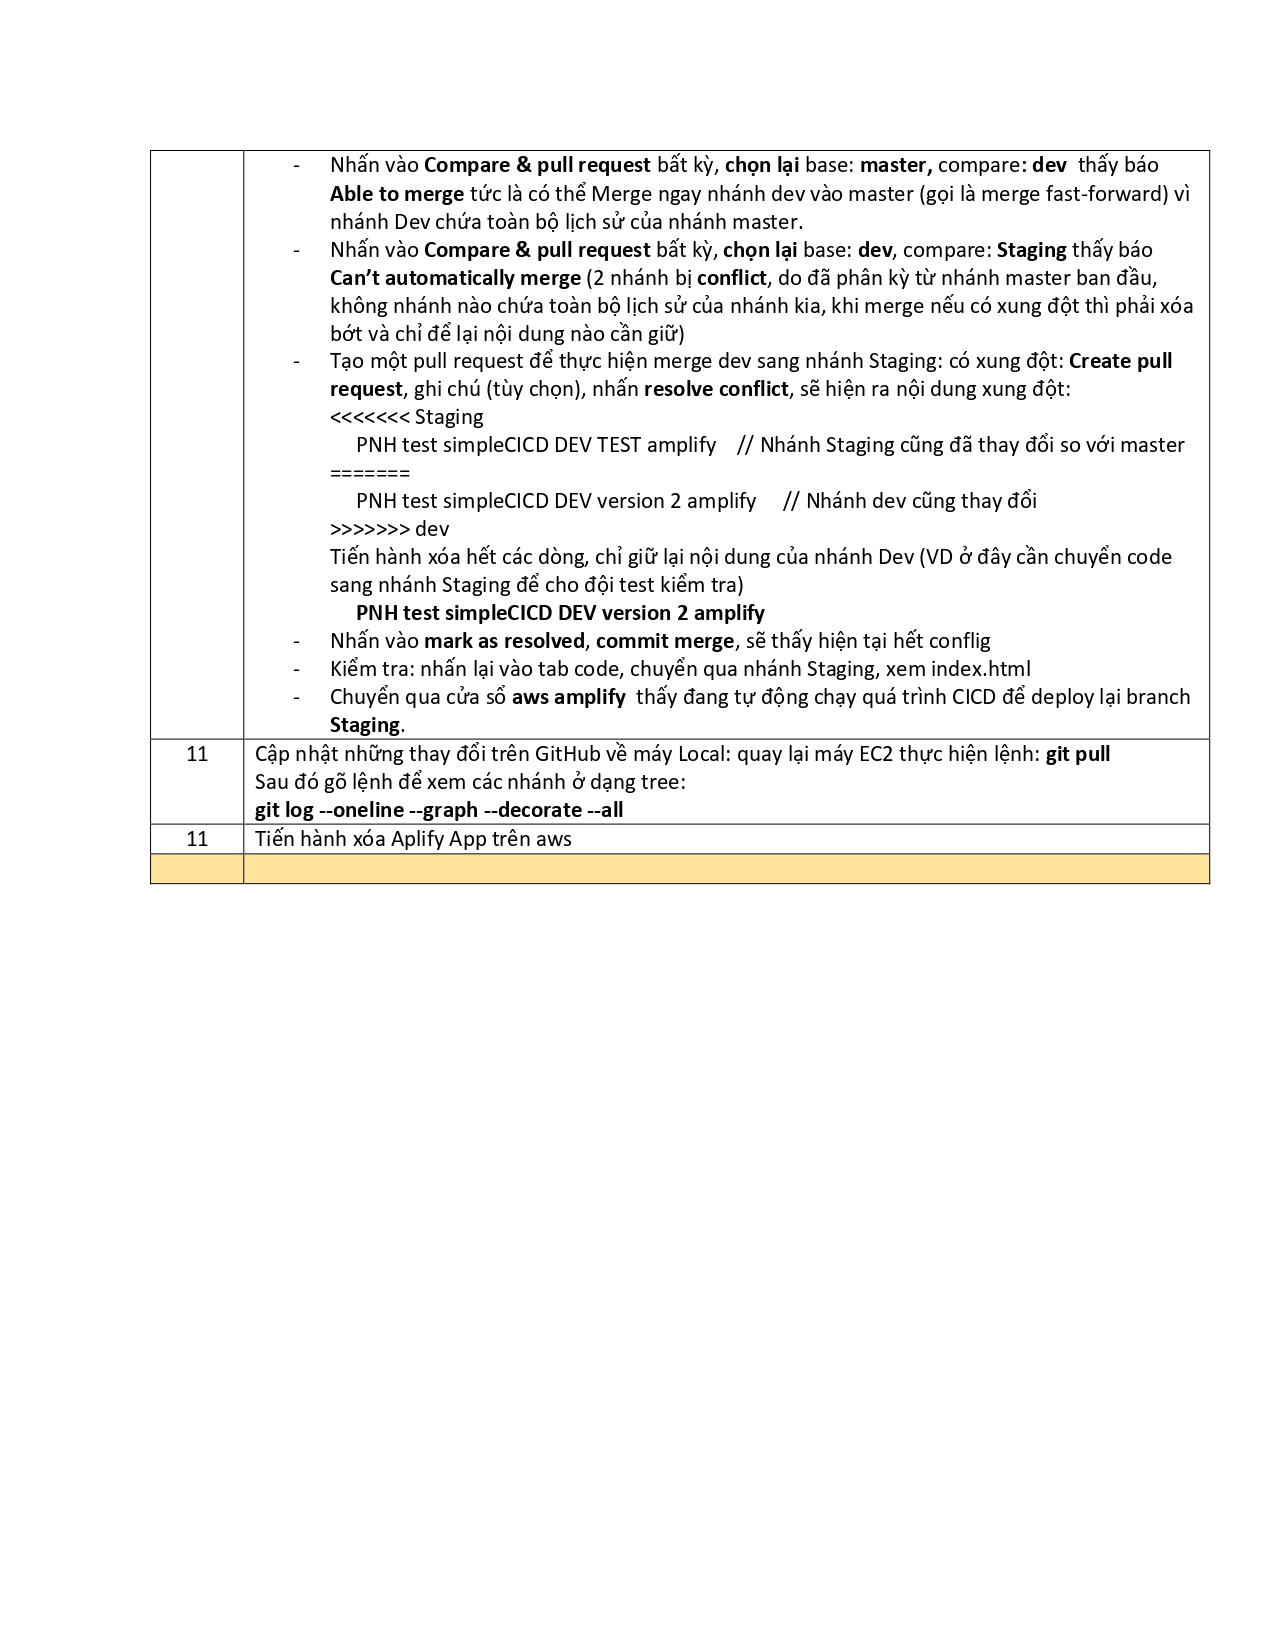 - Nhấn vào Compare & pull request bất kỳ, chọn lại base: master, compare: dev  thấy báo
Able to merge tức là có thể Merge ngay nhánh dev vào master (gọi là merge fast-forward) vì
nhánh Dev chứa toàn bộ lịch sử của nhánh master.
- Nhấn vào Compare & pull request bất kỳ, chọn lại base: dev, compare: Staging thấy báo
Can’t automatically merge (2 nhánh bị conflict, do đã phân kỳ từ nhánh master ban đầu,
không nhánh nào chứa toàn bộ lịch sử của nhánh kia, khi merge nếu có xung đột thì phải xóa
bớt và chỉ để lại nội dung nào cần giữ)
- Tạo một pull request để thực hiện merge dev sang nhánh Staging: có xung đột: Create pull
request, ghi chú (tùy chọn), nhấn resolve conflict, sẽ hiện ra nội dung xung đột:
<<<<<<< Staging
PNH test simpleCICD DEV TEST amplify    // Nhánh Staging cũng đã thay đổi so với master
=======
PNH test simpleCICD DEV version 2 amplify    // Nhánh dev cũng thay đổi
>>>>>>> dev
Tiến hành xóa hết các dòng, chỉ giữ lại nội dung của nhánh Dev (VD ở đây cần chuyển code
sang nhánh Staging để cho đội test kiểm tra)
PNH test simpleCICD DEV version 2 amplify
- Nhấn vào mark as resolved, commit merge, sẽ thấy hiện tại hết conflig
- Kiểm tra: nhấn lại vào tab code, chuyển qua nhánh Staging, xem index.html
- Chuyển qua cửa sổ aws amplify  thấy đang tự động chạy quá trình CICD để deploy lại branch
Staging.
11 Cập nhật những thay đổi trên GitHub về máy Local: quay lại máy EC2 thực hiện lệnh: git pull
Sau đó gõ lệnh để xem các nhánh ở dạng tree:
git log --oneline --graph --decorate --all
11 Tiến hành xóa Aplify App trên aws